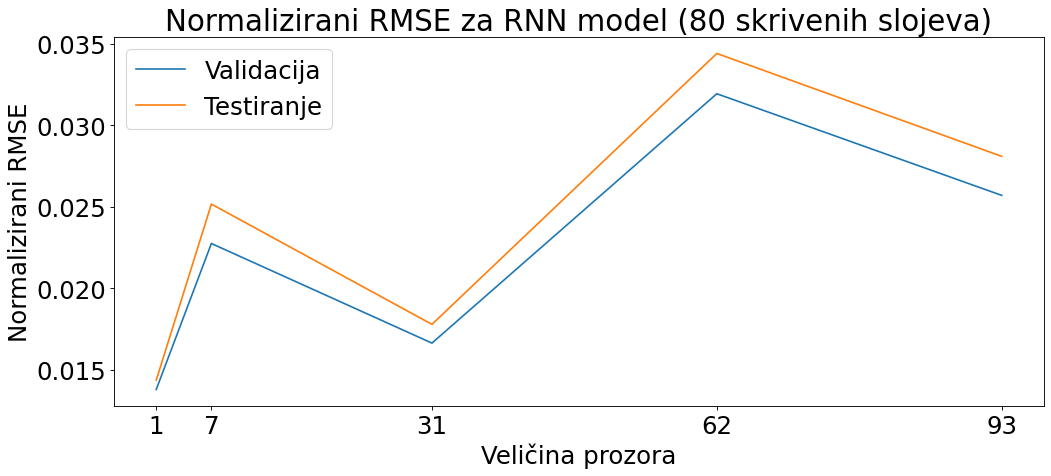 Normalizirani RMSE za RNN model (80 skrivenih slojeva)
Validacija
Testiranje
Normalizirani RMSE
0.035
0.030
0.025
0.020
0.015
1 7 31 62 93
Veličina prozora